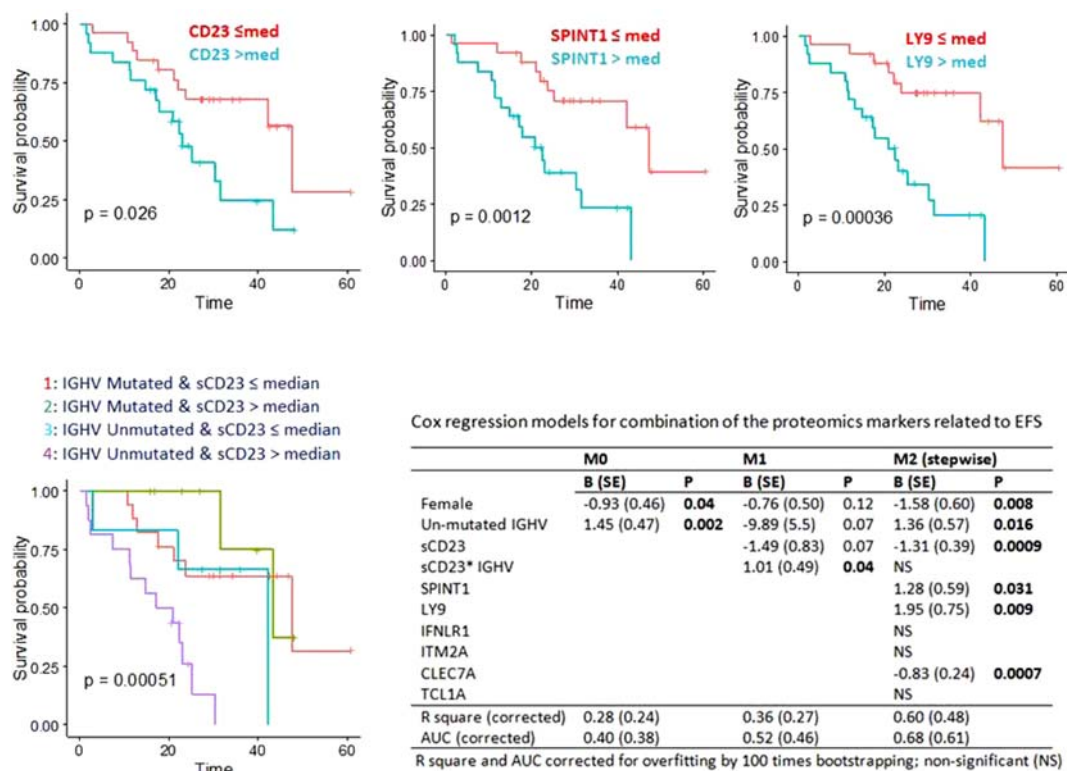 CD23 ≤med
CD23 >med
Survival probability
1.00
0.75
0.50
0.25
0.00
p = 0.026
0 20 40 60
Time
SPINT1 ≤ med
SPINT1 > med
Survival probability
1.00
0.75
0.50
0.25
0.00
p = 0.0012
0 20 40 60
Time
LY9 ≤ med
LY9 > med
Survival probability
1.00
0.75
0.50
0.25
0.00
p = 0.00036
0 20 40 60
Time
1: IGHV Mutated & sCD23 ≤ median
2: IGHV Mutated & sCD23 > median
3: IGHV Unmutated & sCD23 ≤ median
4: IGHV Unmutated & sCD23 > median
Survival probability
1.00
0.75
0.50
0.25
0.00
p = 0.00051
0 20 40 60
Time
Cox regression models for combination of the proteomics markers related to EFS
M0 M1 M2 (stepwise)
B (SE) P B (SE) P B (SE) P
Female -0.93 (0.46) 0.04 -0.76 (0.50) 0.12 -1.58 (0.60) 0.008
Un-mutated IGHV 1.45 (0.47) 0.002 -9.89 (5.5) 0.07 1.36 (0.57) 0.016
sCD23 -1.49 (0.83) 0.07 -1.31 (0.39) 0.0009
sCD23* IGHV 1.01 (0.49) 0.04 NS
SPINT1 1.28 (0.59) 0.031
LY9 1.95 (0.75) 0.009
IFNLR1 NS
ITM2A NS
CLEC7A -0.83 (0.24) 0.0007
TCL1A NS
R square (corrected) 0.28 (0.24) 0.36 (0.27) 0.60 (0.48)
AUC (corrected) 0.40 (0.38) 0.52 (0.46) 0.68 (0.61)
R square and AUC corrected for overfitting by 100 times bootstrapping; non-significant (NS)